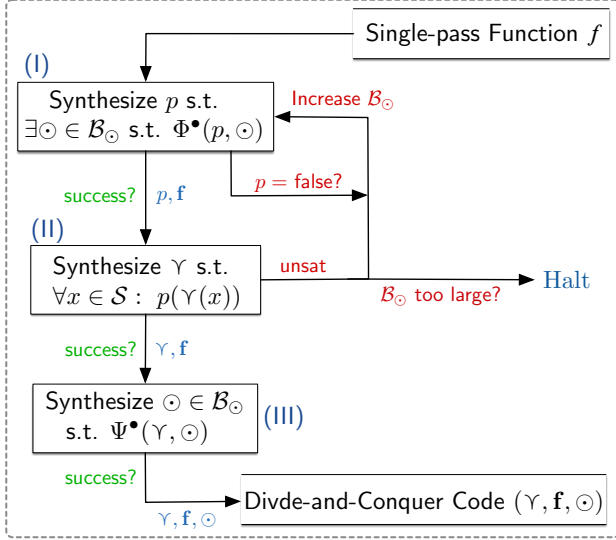 Single-pass Function f
(I)
Synthesize p s.t.
∃⊙ ∈ B⊙ s.t. Φ•(p, ⊙)
Increase B⊙
p = false?
success? p, f
(II)
Synthesize ⋎ s.t.
∀x ∈ S : p(⋎(x))
unsat
B⊙ too large?
Halt
success? ⋎, f
Synthesize ⊙ ∈ B⊙
s.t. Ψ•(⋎, ⊙)
(III)
success?
⋎, f, ⊙
Divde-and-Conquer Code (⋎, f, ⊙)